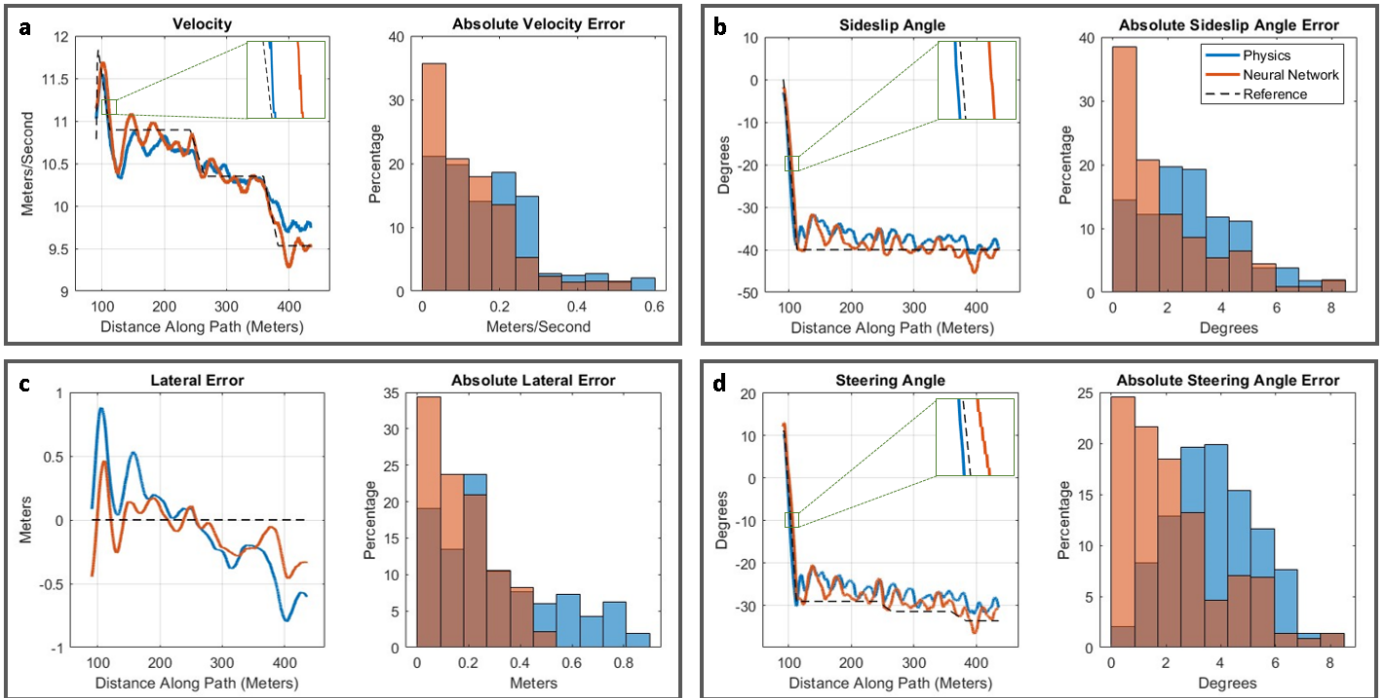 a
Velocity
Meters/Second
12
11.5
11
10.5
10
9.5
9
100 200 300 400
Distance Along Path (Meters)
Absolute Velocity Error
Percentage
40
30
20
10
0
0 0.2 0.4 0.6
Meters/Second
b
Sideslip Angle
Degrees
10
0
-10
-20
-30
-40
-50
100 200 300 400
Distance Along Path (Meters)
Absolute Sideslip Angle Error
Physics
Neural Network
Reference
Percentage
40
30
20
10
0
0 2 4 6 8
Degrees
c
Lateral Error
Meters
1
0.5
0
-0.5
-1
100 200 300 400
Distance Along Path (Meters)
Absolute Lateral Error
Percentage
35
30
25
20
15
10
5
0
0 0.2 0.4 0.6 0.8
Meters
d
Steering Angle
Degrees
20
10
0
-10
-20
-30
100 200 300 400
Distance Along Path (Meters)
Absolute Steering Angle Error
Percentage
25
20
15
10
5
0
0 2 4 6 8
Degrees